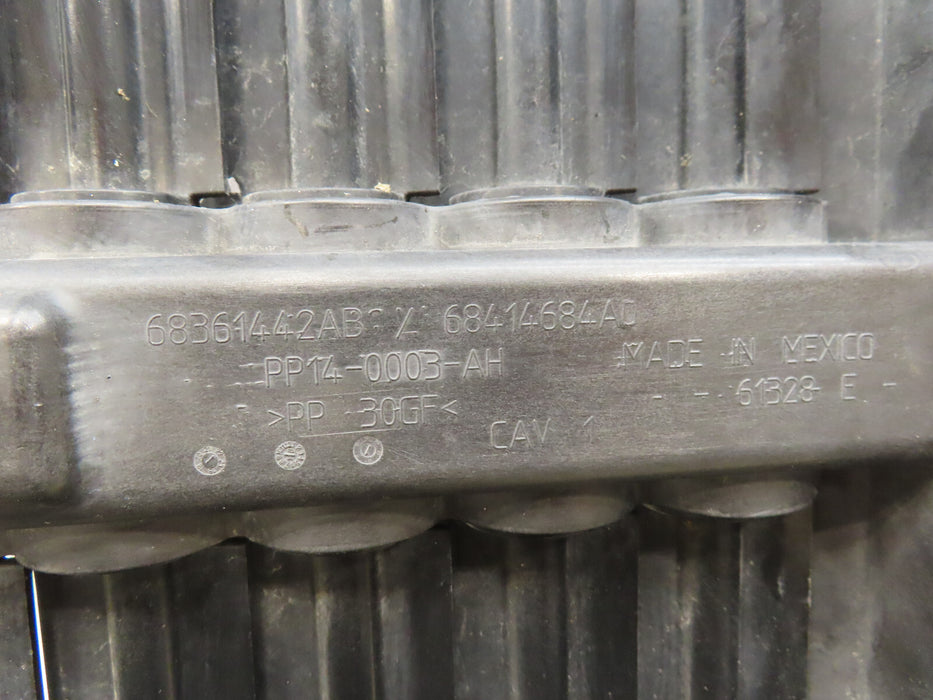 68361442AB X 68414684AD
PP14-0003-AH
MADE IN MEXICO
>PP 30GF<
- - 61328 E -
CAV 1